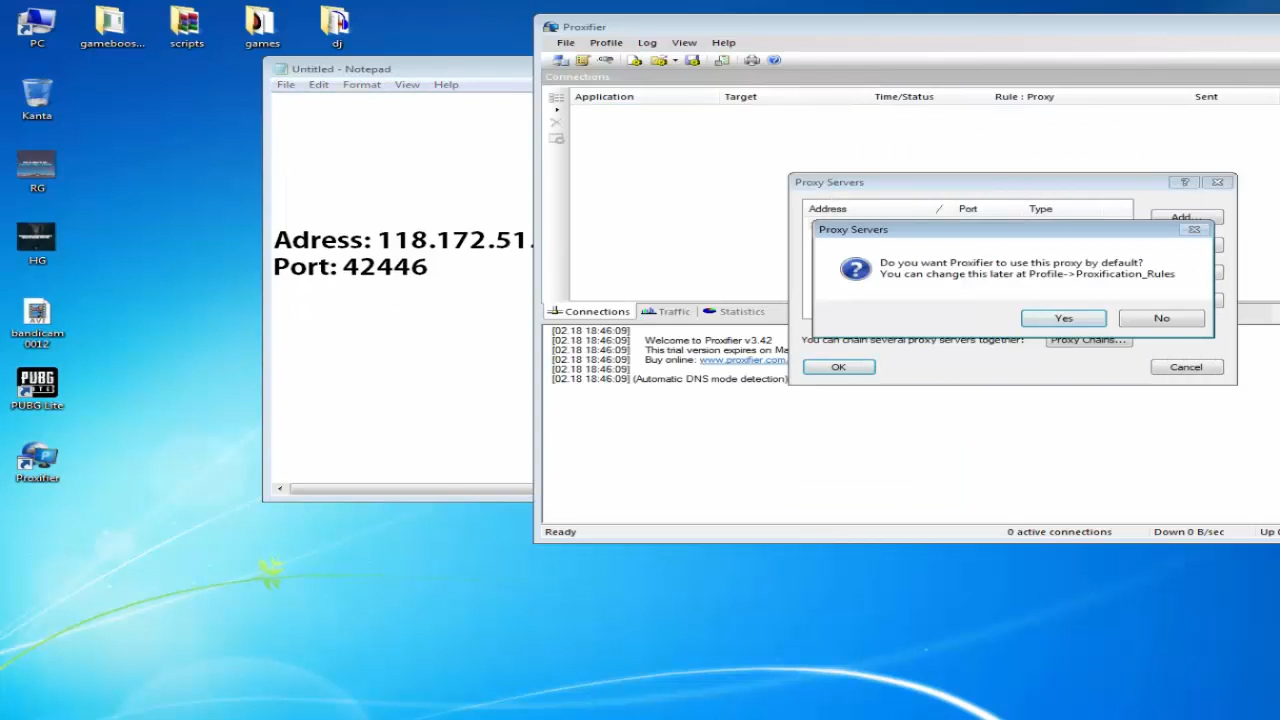 PC
gameboos...
scripts
games
dj
Kanta
RG
HG
bandicam
0012
PUBG
PUBG Lite
Proxifier
Untitled - Notepad
File Edit Format View Help
Adress: 118.172.51.
Port: 42446
Proxifier
File Profile Log View Help
Connections
Application Target Time/Status Rule : Proxy Sent
Proxy Servers
Address / Port Type
Add...
Proxy Servers
Do you want Proxifier to use this proxy by default?
You can change this later at Profile->Proxification_Rules
Yes No
You can chain several proxy servers together: Proxy Chains...
OK Cancel
Connections Traffic Statistics
[02.18 18:46:09]
[02.18 18:46:09] Welcome to Proxifier v3.42
[02.18 18:46:09] This trial version expires on Ma
[02.18 18:46:09] Buy online: www.proxifier.com
[02.18 18:46:09]
[02.18 18:46:09] (Automatic DNS mode detection)
Ready 0 active connections Down 0 B/sec Up